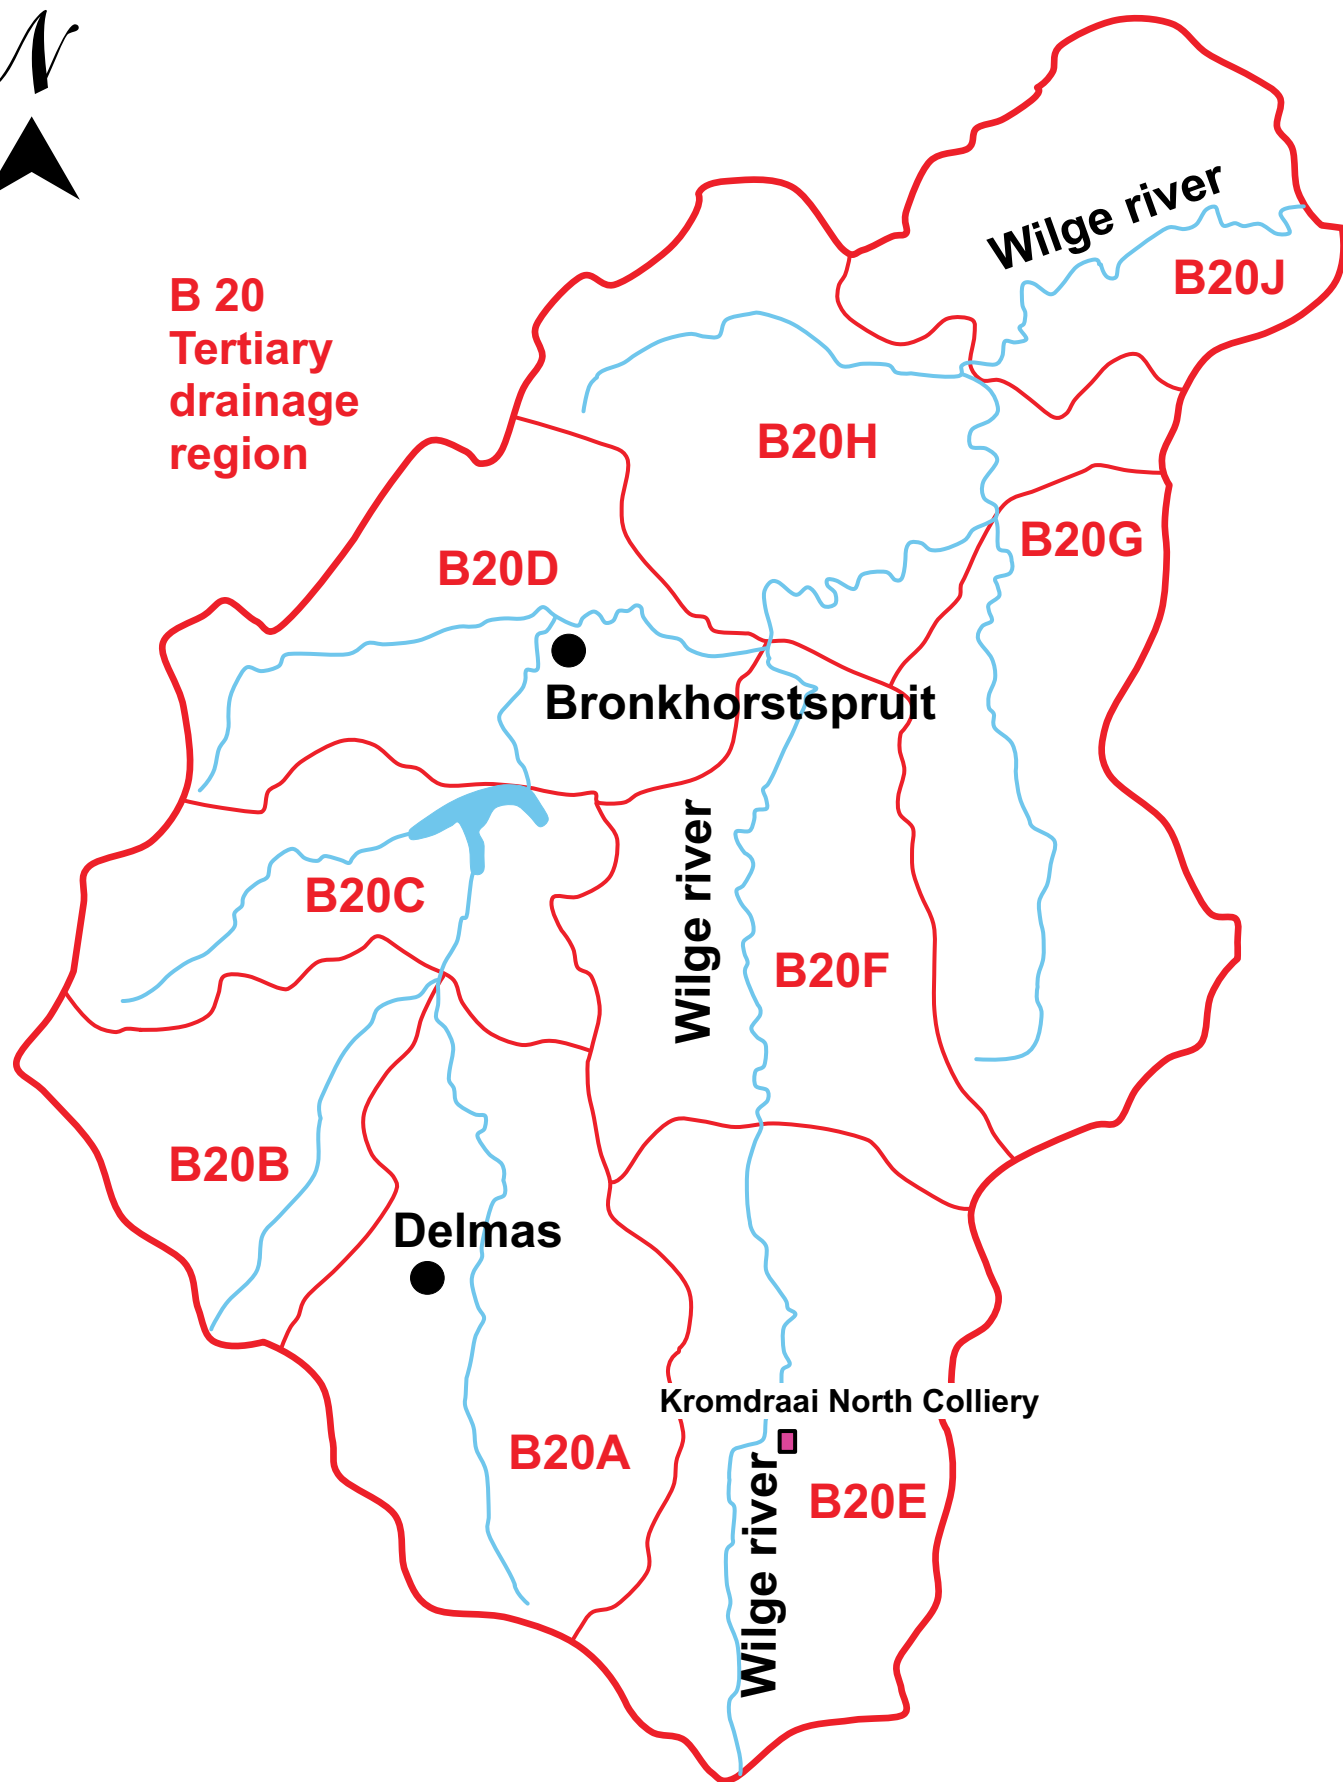 N
Wilge river
B20J
B 20
Tertiary
drainage
region
B20H
B20G
B20D
Bronkhorstspruit
Wilge river
B20C
B20F
B20B
Delmas
Kromdraai North Colliery
B20A
B20E
Wilge river